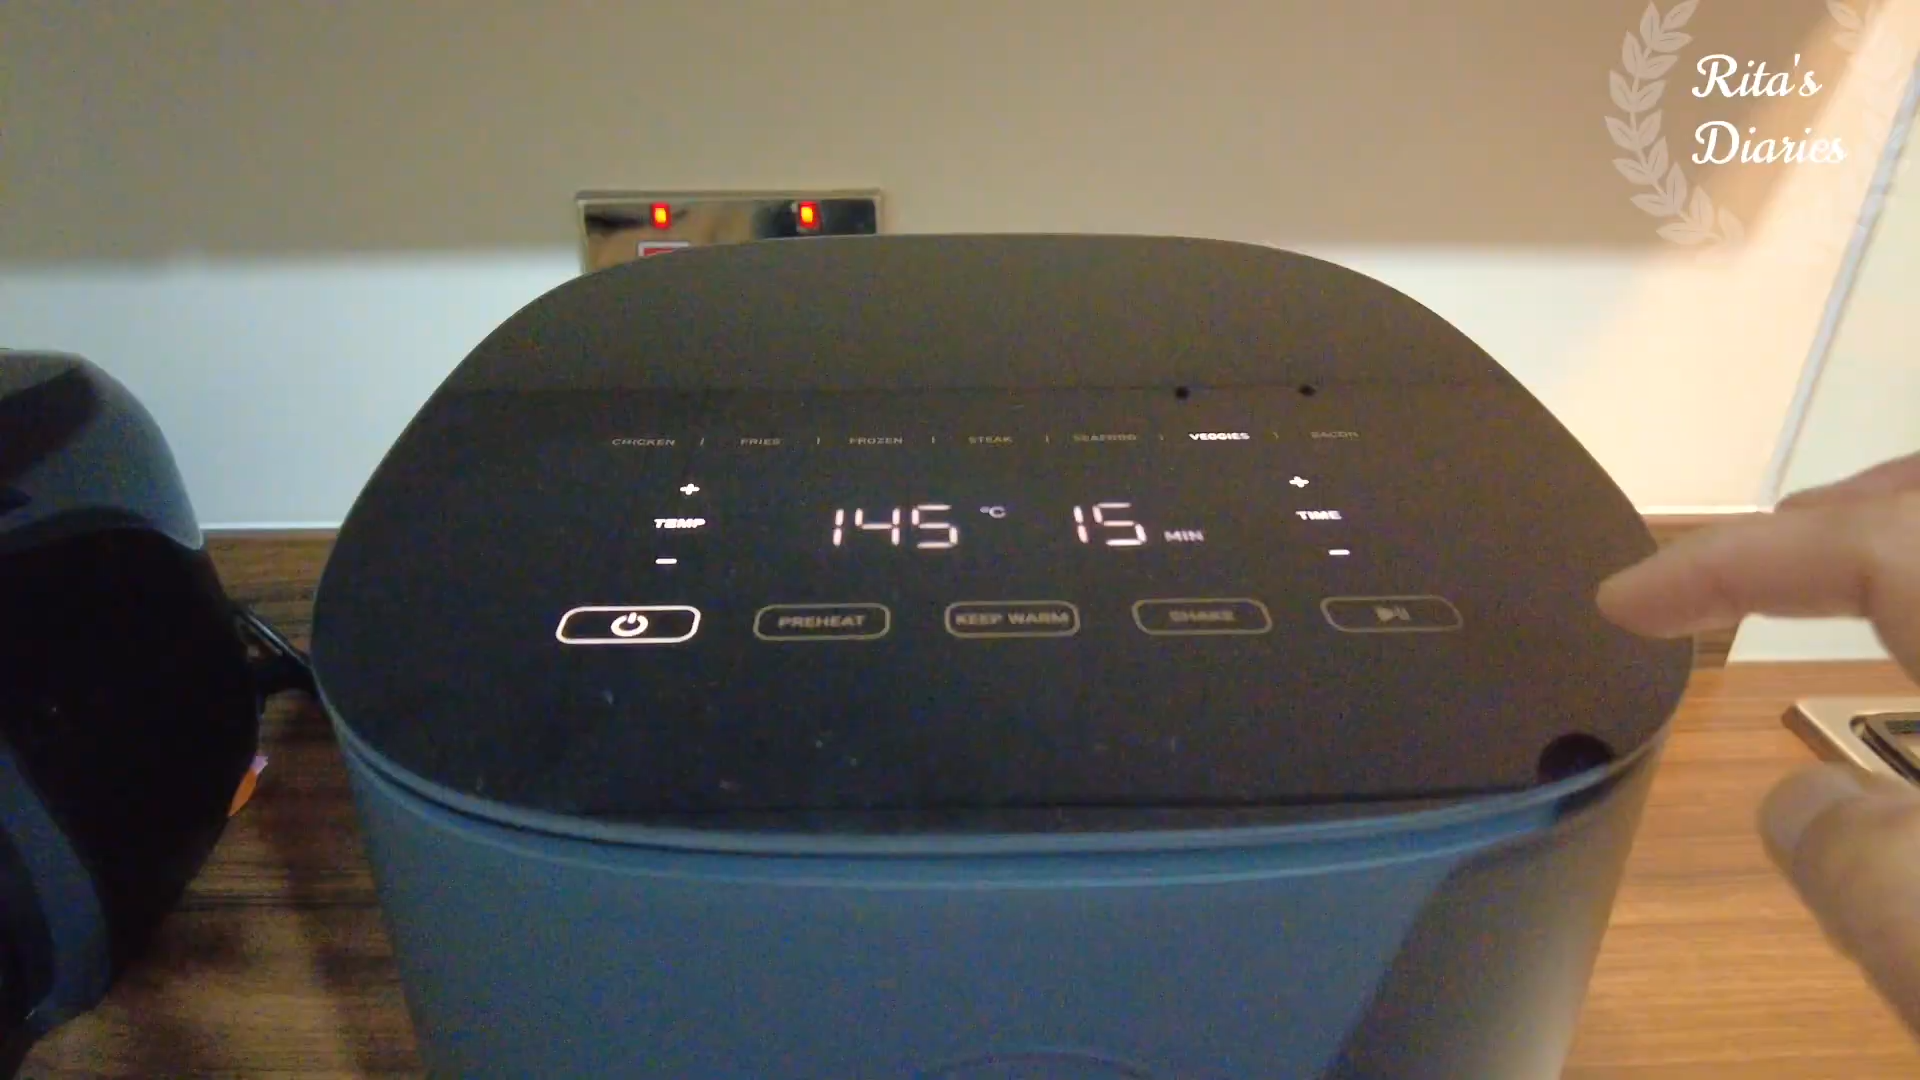 Rita's
Diaries
CHICKEN / FRIES | FROZEN | STEAK | SEAFOOD \ VEGGIES \ BACON
+ +
TEMP 145 °C 15 MIN TIME
- -
PREHEAT KEEP WARM SHAKE